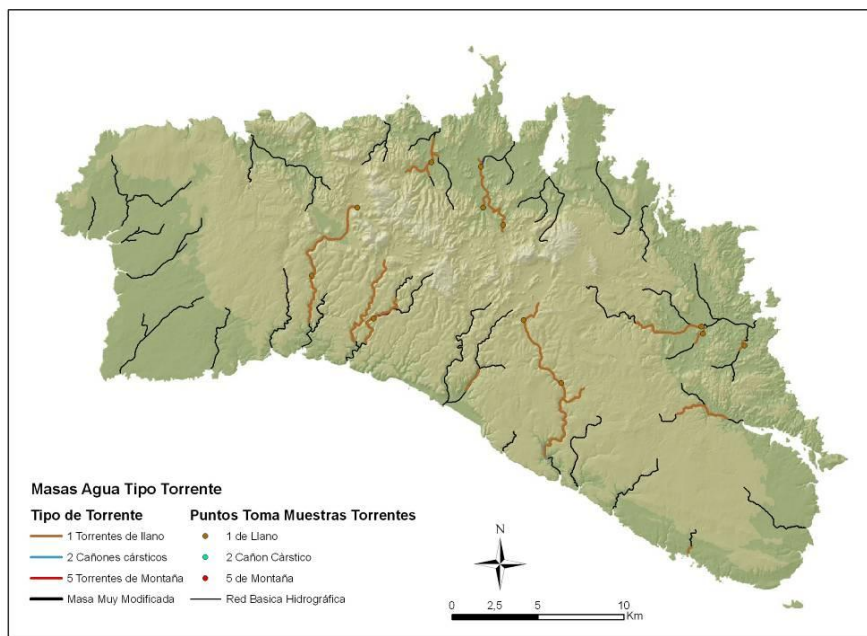 Masas Agua Tipo Torrente
Tipo de Torrente
1 Torrentes de llano
2 Cañones cársticos
5 Torrentes de Montaña
Masa Muy Modificada
Puntos Toma Muestras Torrentes
1 de Llano
2 Cañon Cárstico
5 de Montaña
Red Basica Hidrográfica
N
0 2,5 5 10
Km